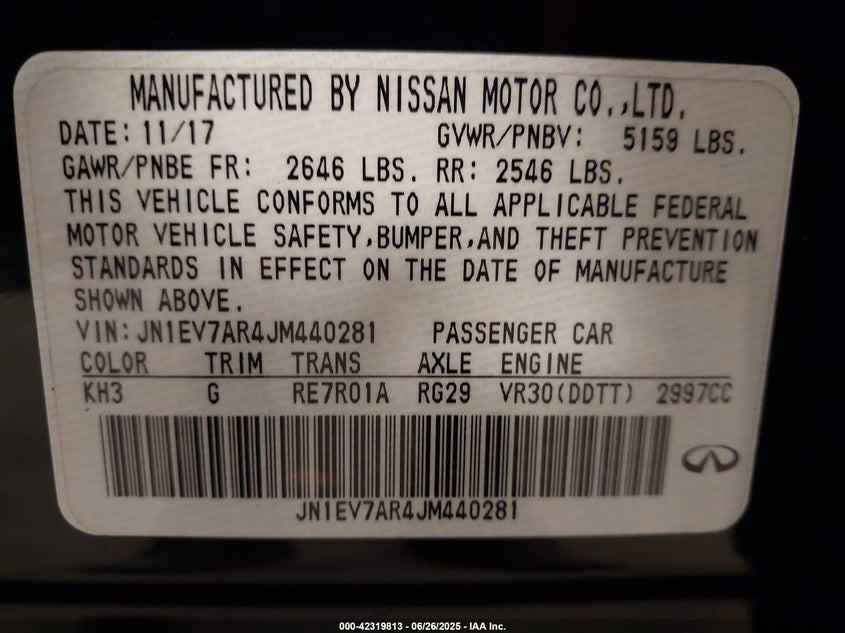 MANUFACTURED BY NISSAN MOTOR CO.,LTD.
DATE: 11/17 GVWR/PNBV: 5159 LBS.
GAWR/PNBE FR: 2646 LBS. RR: 2546 LBS.
THIS VEHICLE CONFORMS TO ALL APPLICABLE FEDERAL
MOTOR VEHICLE SAFETY,BUMPER,AND THEFT PREVENTION
STANDARDS IN EFFECT ON THE DATE OF MANUFACTURE
SHOWN ABOVE.
VIN:JN1EV7AR4JM440281 PASSENGER CAR
COLOR TRIM TRANS AXLE ENGINE
KH3 G RE7R01A RG29 VR30(DDTT) 2997CC
JN1EV7AR4JM440281
000-42319813 - 06/26/2025 - IAA Inc.